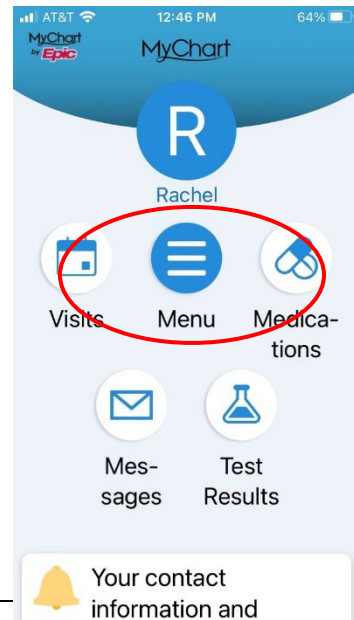 AT&T 12:46 PM 64%
MyChart
by Epic
MyChart
R
Rachel
Visits Menu Medica-
tions
Mes-
sages
Test
Results
Your contact
information and